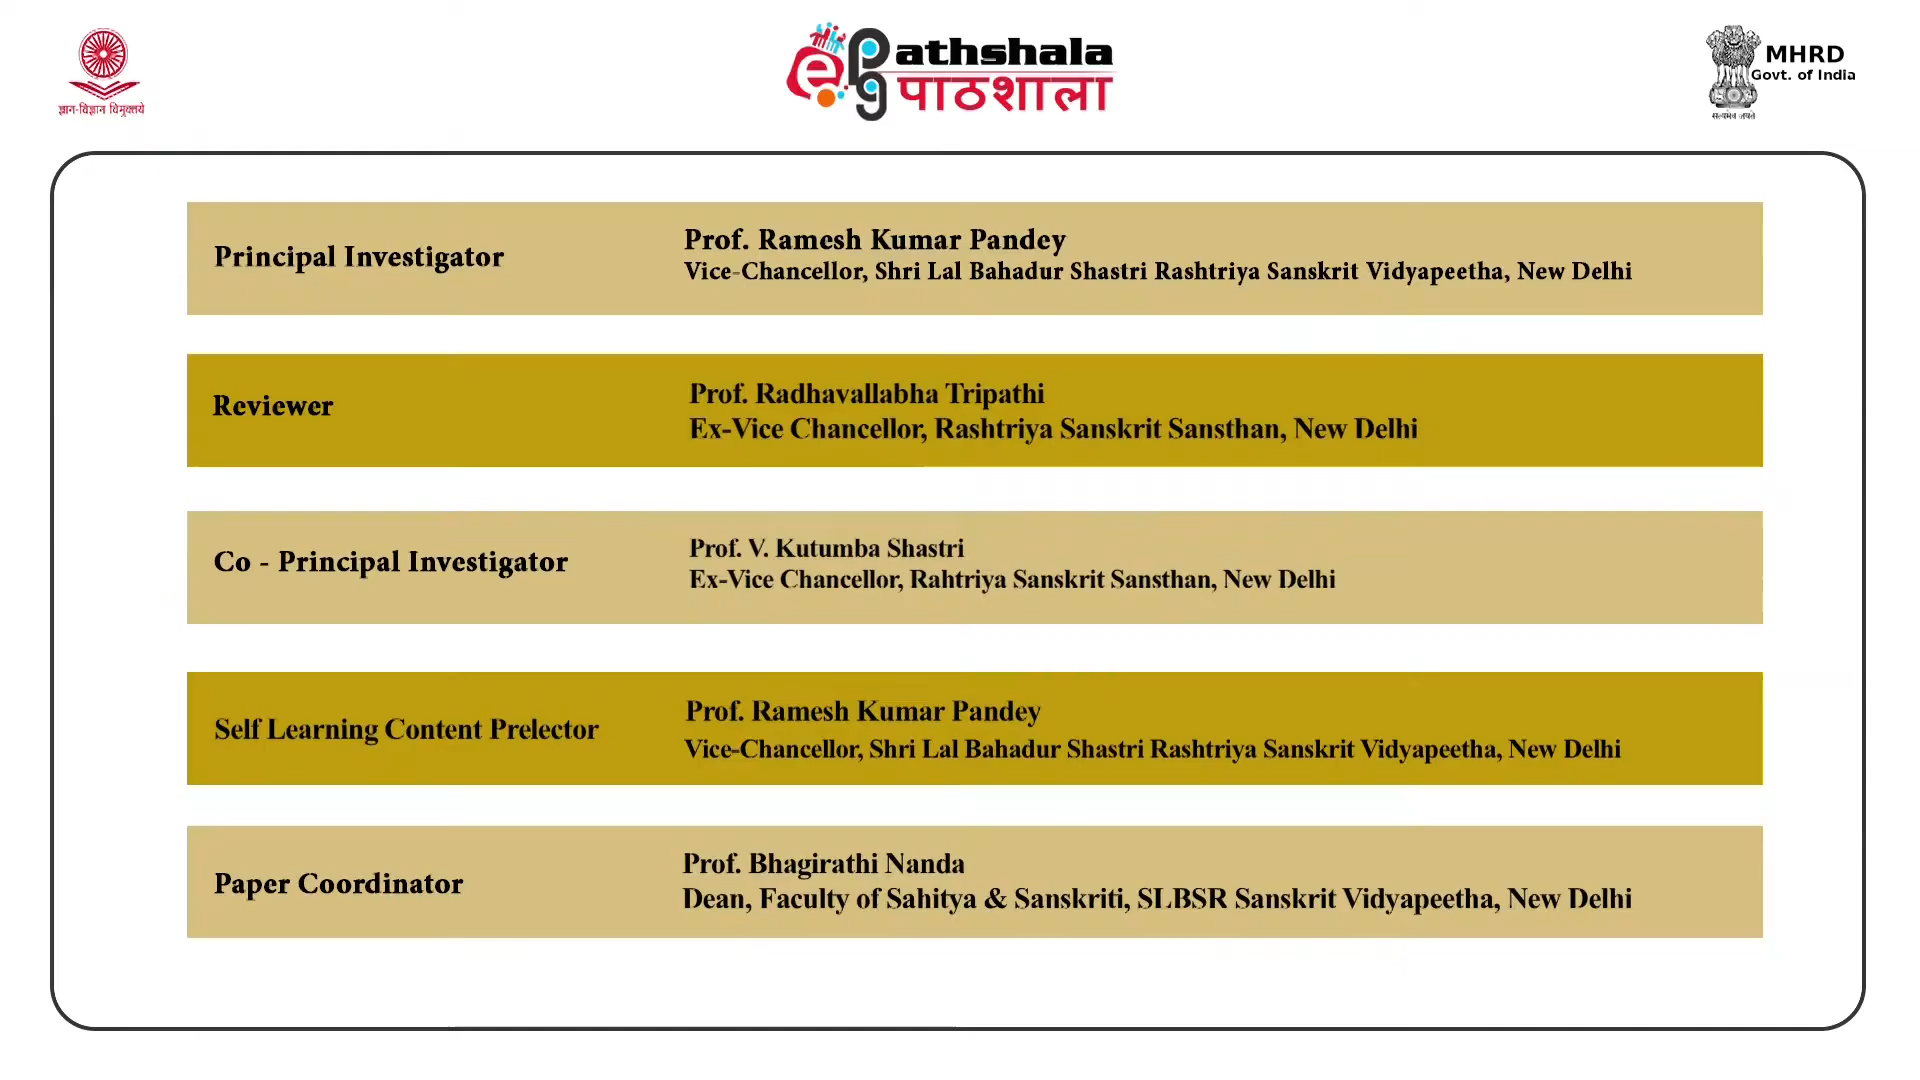 ज्ञान-विज्ञान विमुक्तये
e pg athshala
पाठशाला
MHRD
Govt. of India
सत्यमेव जयते
Principal Investigator
Prof. Ramesh Kumar Pandey
Vice-Chancellor, Shri Lal Bahadur Shastri Rashtriya Sanskrit Vidyapeetha, New Delhi
Reviewer
Prof. Radhavallabha Tripathi
Ex-Vice Chancellor, Rashtriya Sanskrit Sansthan, New Delhi
Co - Principal Investigator
Prof. V. Kutumba Shastri
Ex-Vice Chancellor, Rahtriya Sanskrit Sansthan, New Delhi
Self Learning Content Prelector
Prof. Ramesh Kumar Pandey
Vice-Chancellor, Shri Lal Bahadur Shastri Rashtriya Sanskrit Vidyapeetha, New Delhi
Paper Coordinator
Prof. Bhagirathi Nanda
Dean, Faculty of Sahitya & Sanskriti, SLBSR Sanskrit Vidyapeetha, New Delhi